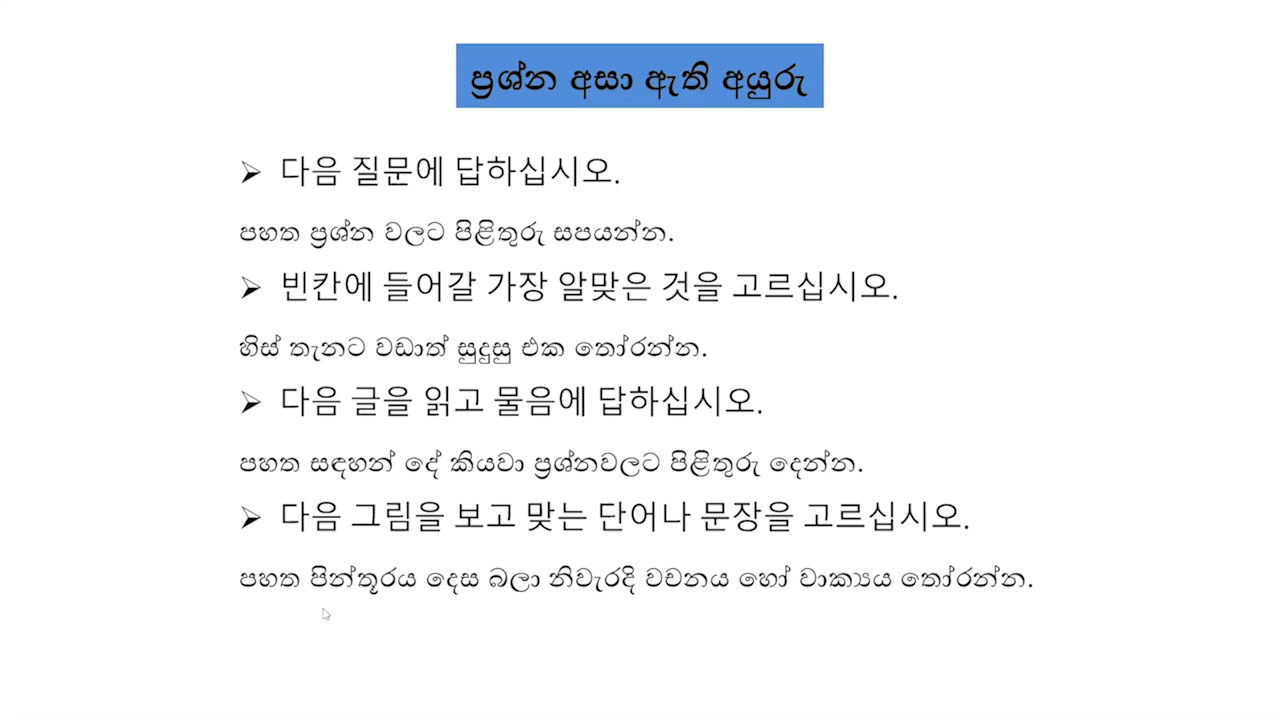 ප්‍රශ්න අසා ඇති අයුරු
➢ 다음 질문에 답하십시오.
පහත ප්‍රශ්න වලට පිළිතුරු සපයන්න.
➢ 빈칸에 들어갈 가장 알맞은 것을 고르십시오.
හිස් තැනට වඩාත් සුදුසු එක තෝරන්න.
➢ 다음 글을 읽고 물음에 답하십시오.
පහත සඳහන් දේ කියවා ප්‍රශ්නවලට පිළිතුරු දෙන්න.
➢ 다음 그림을 보고 맞는 단어나 문장을 고르십시오.
පහත පින්තූරය දෙස බලා නිවැරදි වචනය හෝ වාක්‍යය තෝරන්න.